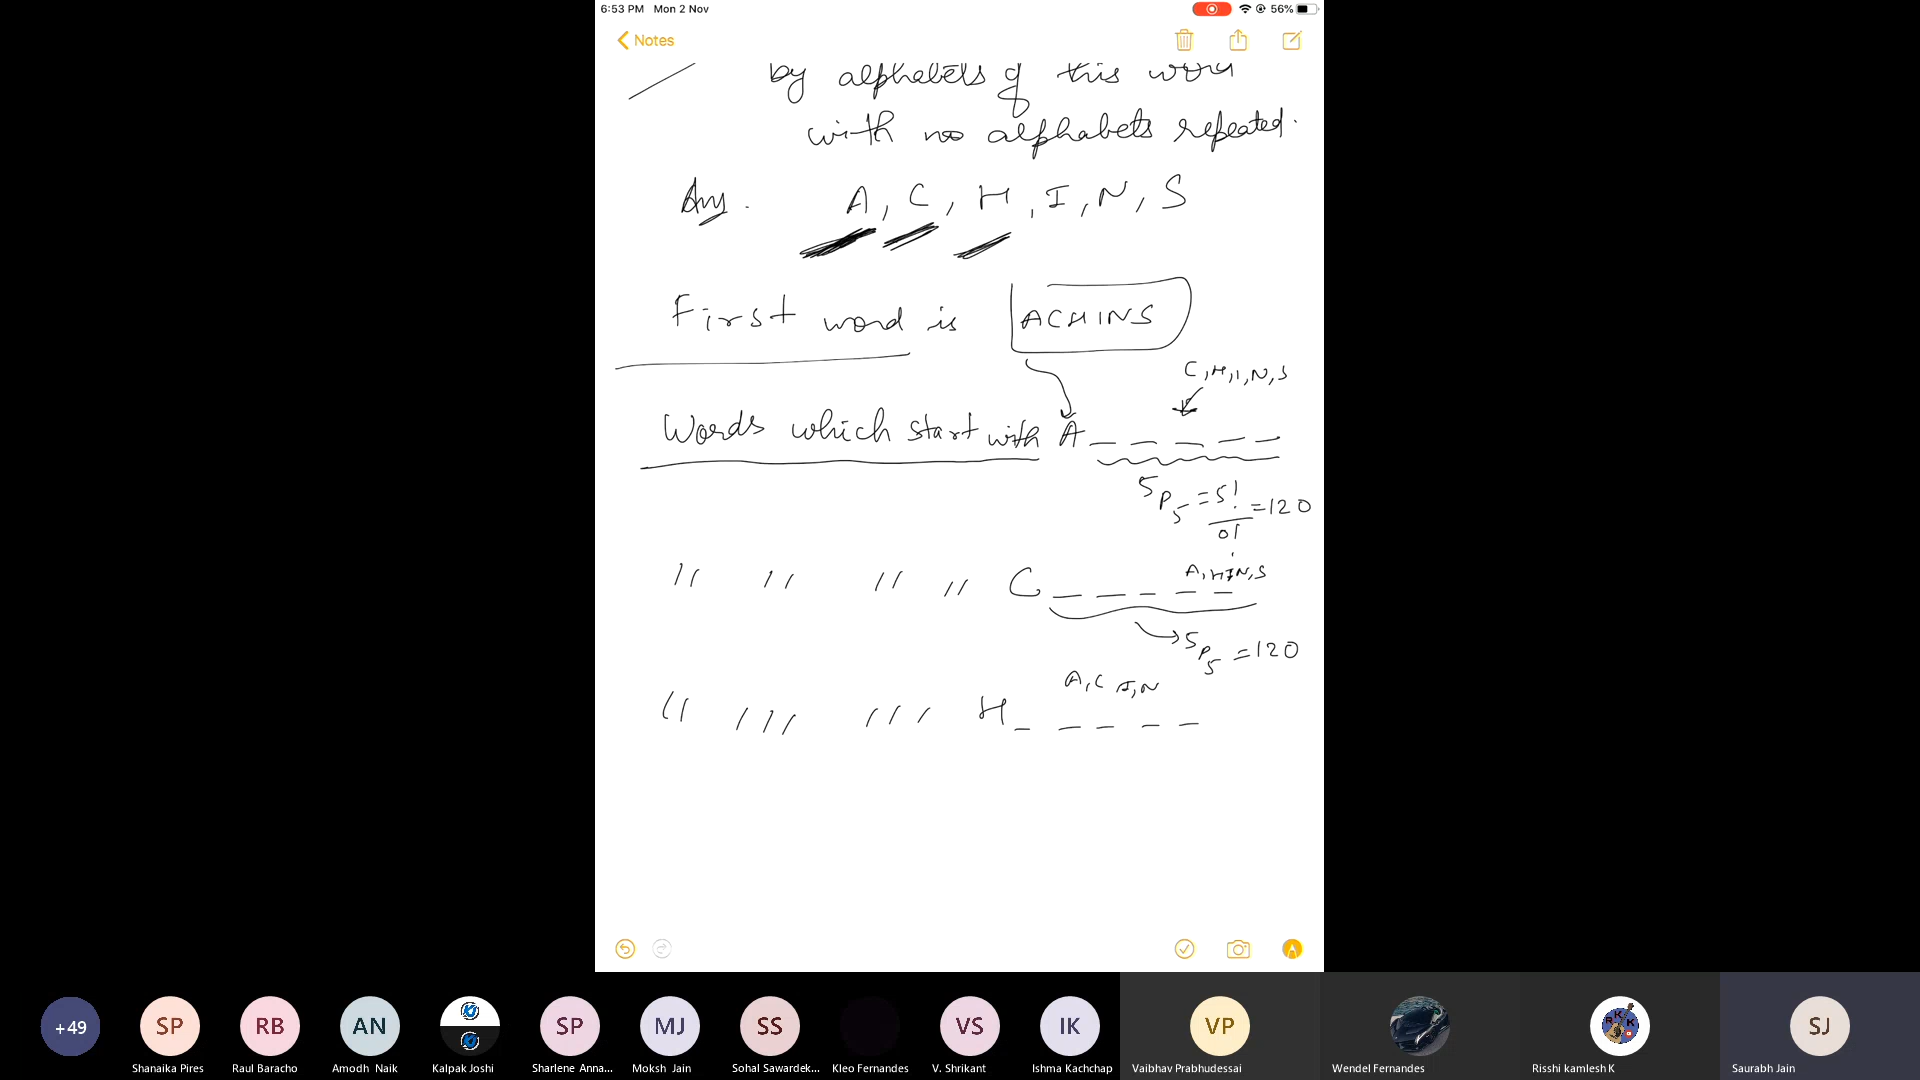 6:53 PM Mon 2 Nov 56%
Notes
by alphabets of this word
with no alphabets repeated.
Ans. A, C, H, I, N, S
First word is ACHINS
C, H, I, N, S
Words which start with A _ _ _ _ _
5P5 = 5!/0! = 120
A, H, I, N, S
" " " " C _ _ _ _ _
5P5 = 120
A, C I, N
" " " H _ _ _ _ _
+49 SP RB AN SP MJ SS VS IK VP SJ
Shanaika Pires Raul Baracho Amodh Naik Kalpak Joshi Sharlene Anna... Moksh Jain Sohal Sawardek... Kleo Fernandes V. Shrikant Ishma Kachchap Vaibhav Prabhudessai Wendel Fernandes Risshi kamlesh K Saurabh Jain